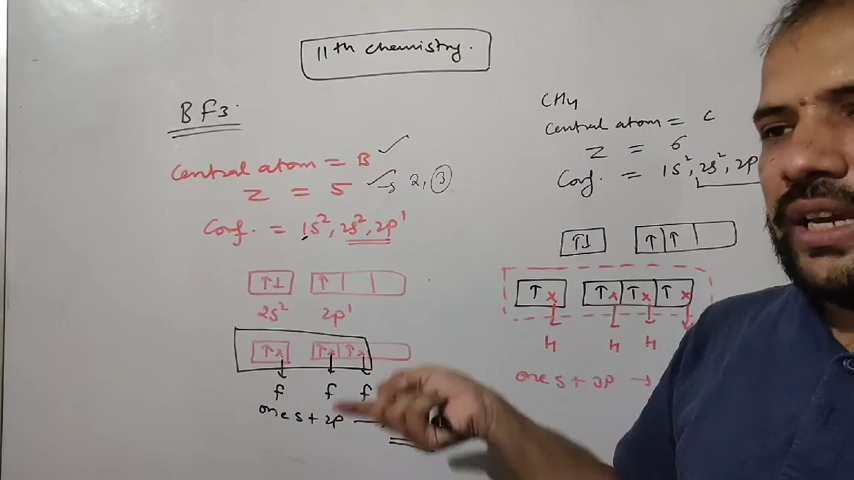 11th chemistry.
BF3.
Central atom = B ✓
Z = 5 → 2, 3
Conf. = 1s², 2s², 2p¹
↑↓ ↑
2s² 2p¹
↑x ↑x ↑x
f f f
one s + 2p
CH4
Central atom = C
Z = 6
Conf. = 1s², 2s², 2p
↑↓ ↑ ↑
↑x ↑x ↑x ↑x
H H H
one s + 3p →